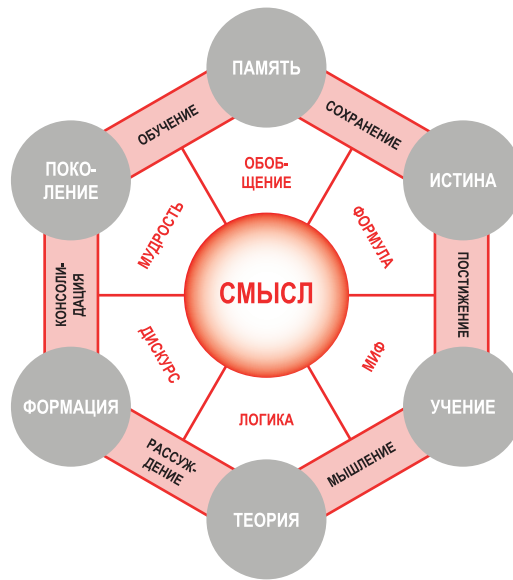 ПАМЯТЬ
ОБУЧЕНИЕ
СОХРАНЕНИЕ
ПОКО-
ЛЕНИЕ
ОБОБ-
ЩЕНИЕ
ИСТИНА
МУДРОСТЬ
ФОРМУЛА
КОНСОЛИ-
ДАЦИЯ
СМЫСЛ
ПОСТИЖЕНИЕ
ДИСКУРС
МИФ
ФОРМАЦИЯ
ЛОГИКА
УЧЕНИЕ
РАССУЖ-
ДЕНИЕ
МЫШЛЕНИЕ
ТЕОРИЯ